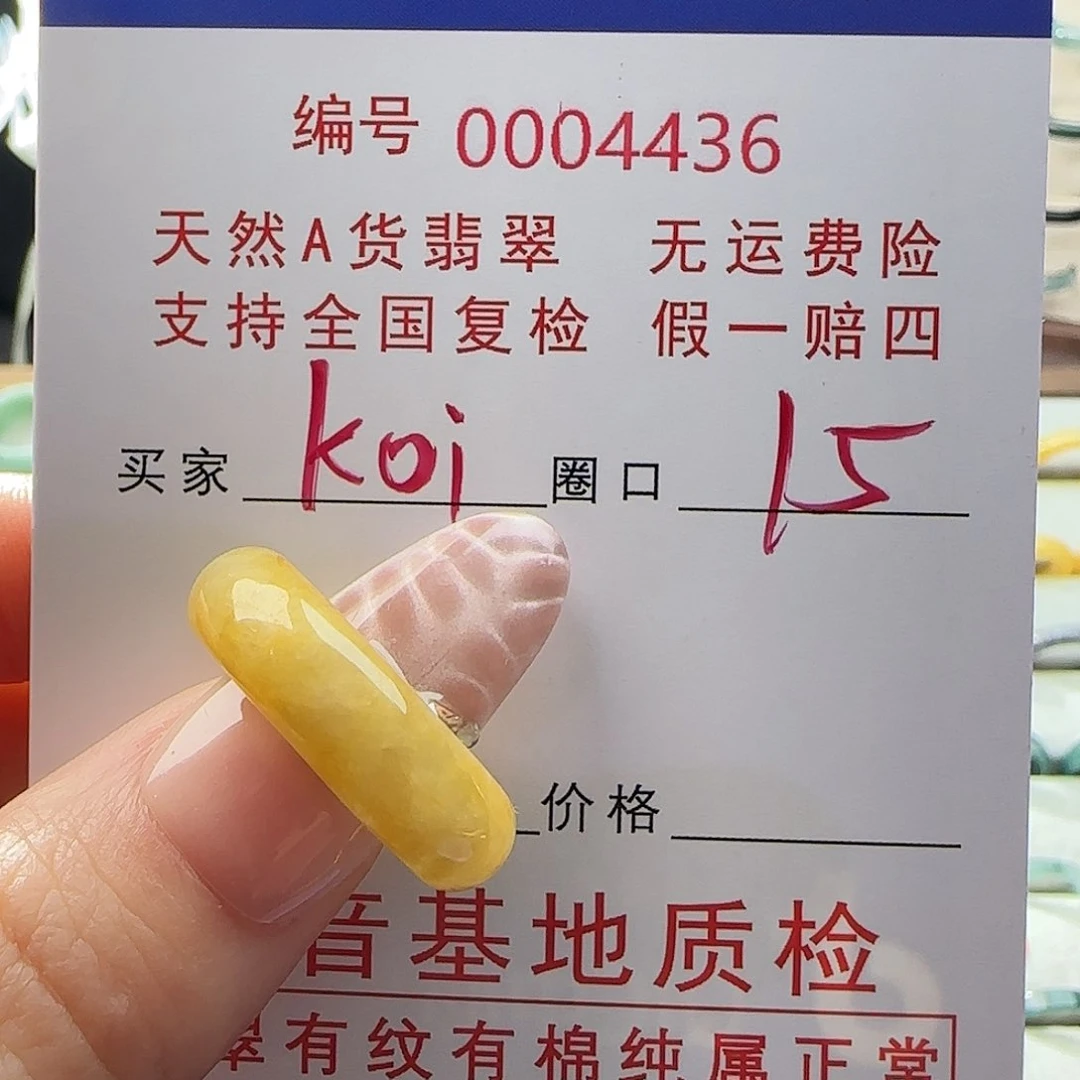 编号 0004436
天然A货翡翠 无运费险
支持全国复检 假一赔四
买家 koi 圈口 15
价格
音基地质检
翠有纹有棉纯属正常